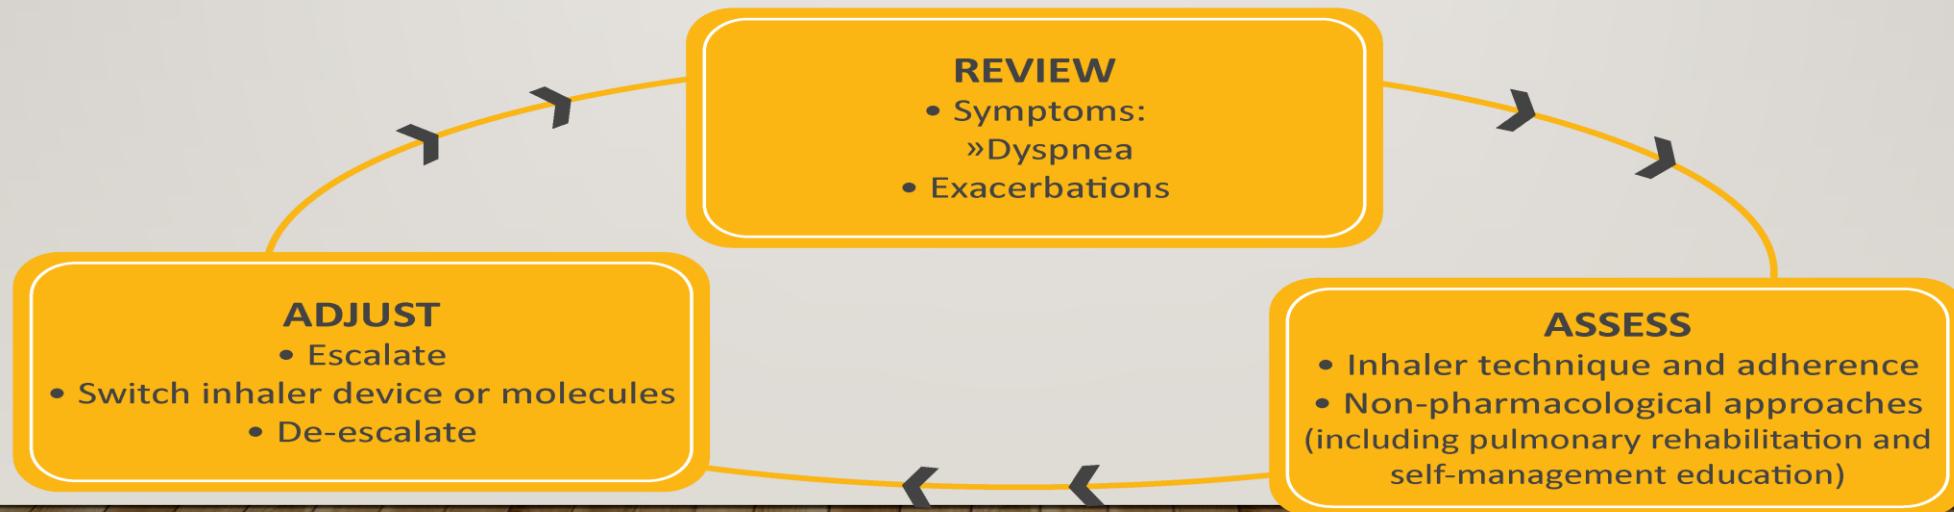 REVIEW
• Symptoms:
»Dyspnea
• Exacerbations
ADJUST
• Escalate
• Switch inhaler device or molecules
• De-escalate
ASSESS
• Inhaler technique and adherence
• Non-pharmacological approaches
(including pulmonary rehabilitation and
self-management education)